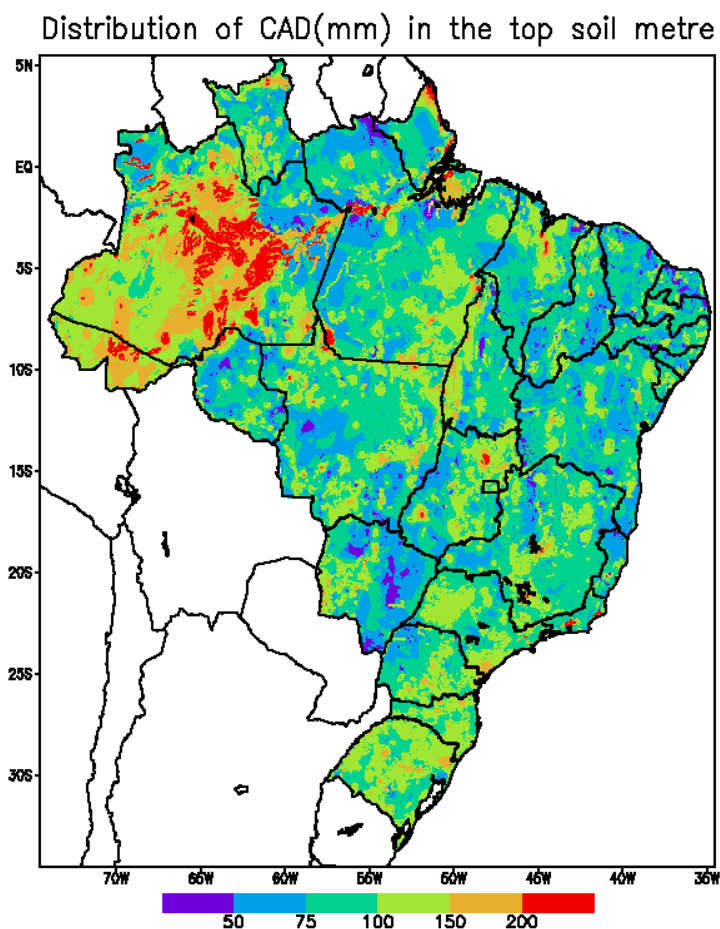 Distribution of CAD(mm) in the top soil metre
5N
EQ
5S
10S
15S
20S
25S
30S
70W 65W 60W 55W 50W 45W 40W 35W
50 75 100 150 200